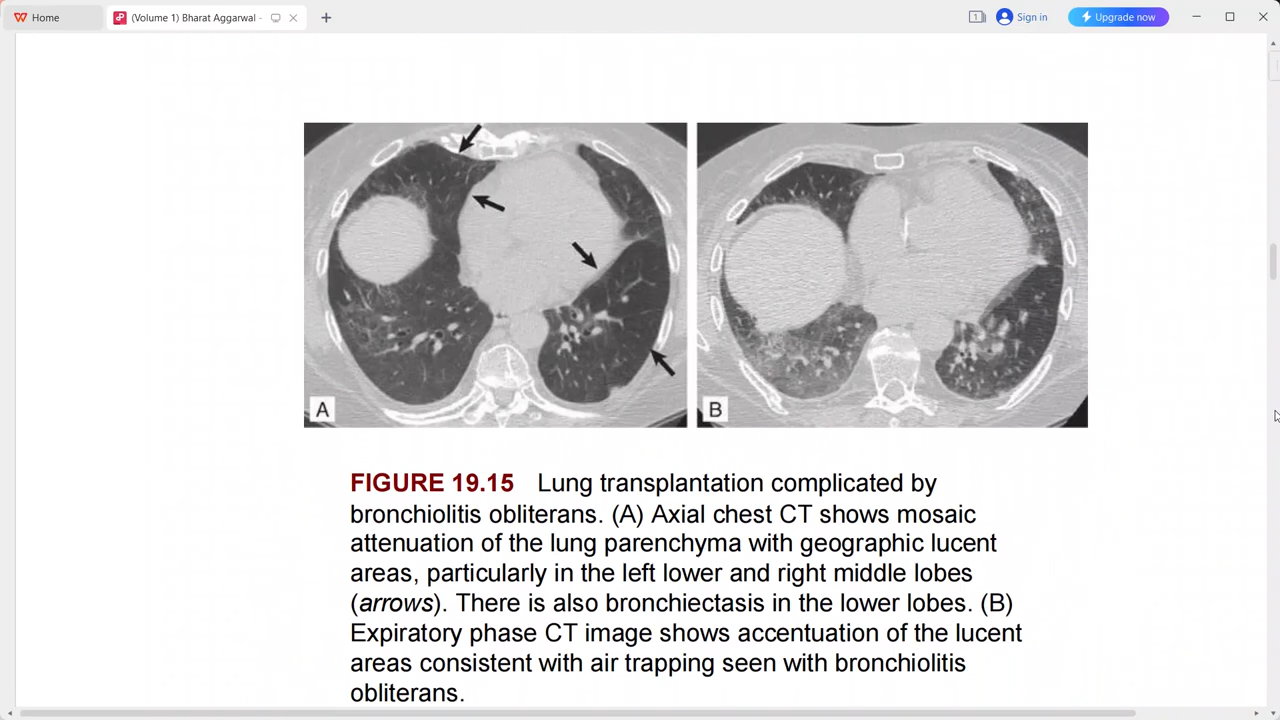 Home
(Volume 1) Bharat Aggarwal -
1
Sign in
Upgrade now
A
B
FIGURE 19.15 Lung transplantation complicated by
bronchiolitis obliterans. (A) Axial chest CT shows mosaic
attenuation of the lung parenchyma with geographic lucent
areas, particularly in the left lower and right middle lobes
(arrows). There is also bronchiectasis in the lower lobes. (B)
Expiratory phase CT image shows accentuation of the lucent
areas consistent with air trapping seen with bronchiolitis
obliterans.